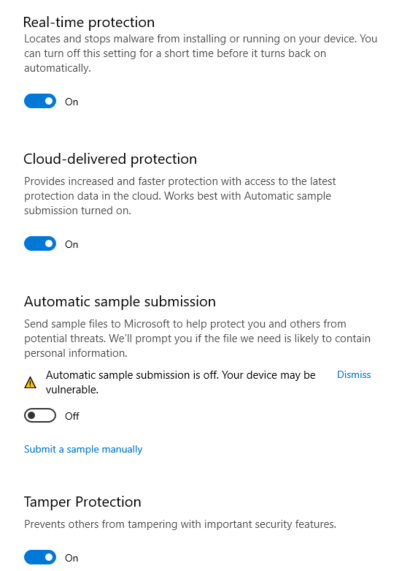 Real-time protection
Locates and stops malware from installing or running on your device. You
can turn off this setting for a short time before it turns back on
automatically.
On
Cloud-delivered protection
Provides increased and faster protection with access to the latest
protection data in the cloud. Works best with Automatic sample
submission turned on.
On
Automatic sample submission
Send sample files to Microsoft to help protect you and others from
potential threats. We'll prompt you if the file we need is likely to contain
personal information.
Automatic sample submission is off. Your device may be Dismiss
vulnerable.
Off
Submit a sample manually
Tamper Protection
Prevents others from tampering with important security features.
On